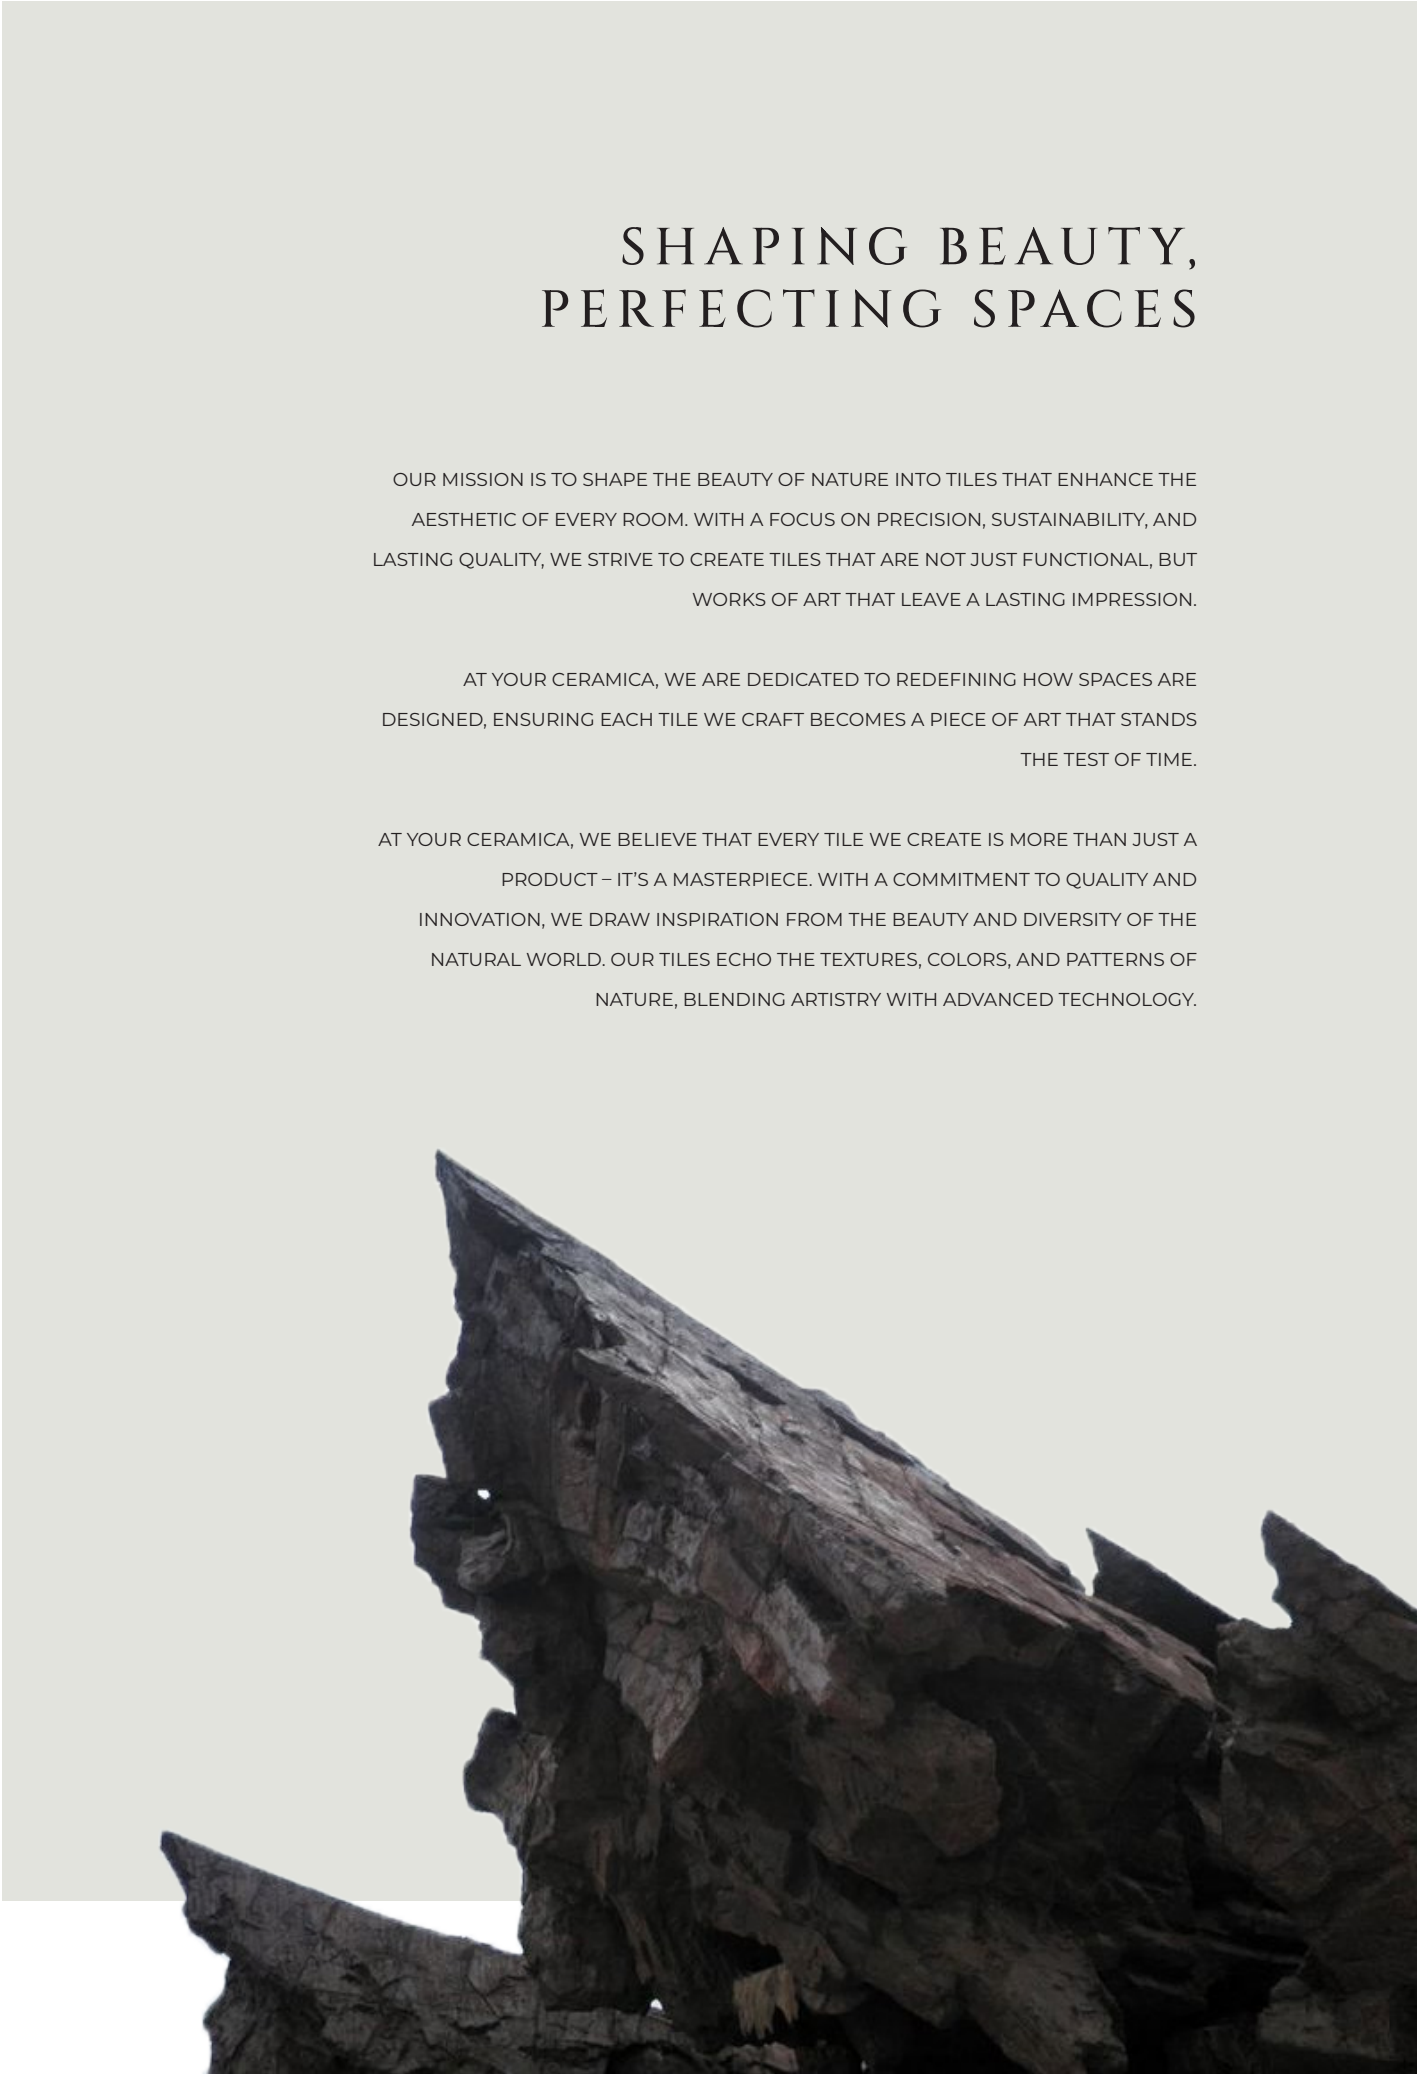 SHAPING BEAUTY,
PERFECTING SPACES
OUR MISSION IS TO SHAPE THE BEAUTY OF NATURE INTO TILES THAT ENHANCE THE
AESTHETIC OF EVERY ROOM. WITH A FOCUS ON PRECISION, SUSTAINABILITY, AND
LASTING QUALITY, WE STRIVE TO CREATE TILES THAT ARE NOT JUST FUNCTIONAL, BUT
WORKS OF ART THAT LEAVE A LASTING IMPRESSION.
AT YOUR CERAMICA, WE ARE DEDICATED TO REDEFINING HOW SPACES ARE
DESIGNED, ENSURING EACH TILE WE CRAFT BECOMES A PIECE OF ART THAT STANDS
THE TEST OF TIME.
AT YOUR CERAMICA, WE BELIEVE THAT EVERY TILE WE CREATE IS MORE THAN JUST A
PRODUCT – IT’S A MASTERPIECE. WITH A COMMITMENT TO QUALITY AND
INNOVATION, WE DRAW INSPIRATION FROM THE BEAUTY AND DIVERSITY OF THE
NATURAL WORLD. OUR TILES ECHO THE TEXTURES, COLORS, AND PATTERNS OF
NATURE, BLENDING ARTISTRY WITH ADVANCED TECHNOLOGY.